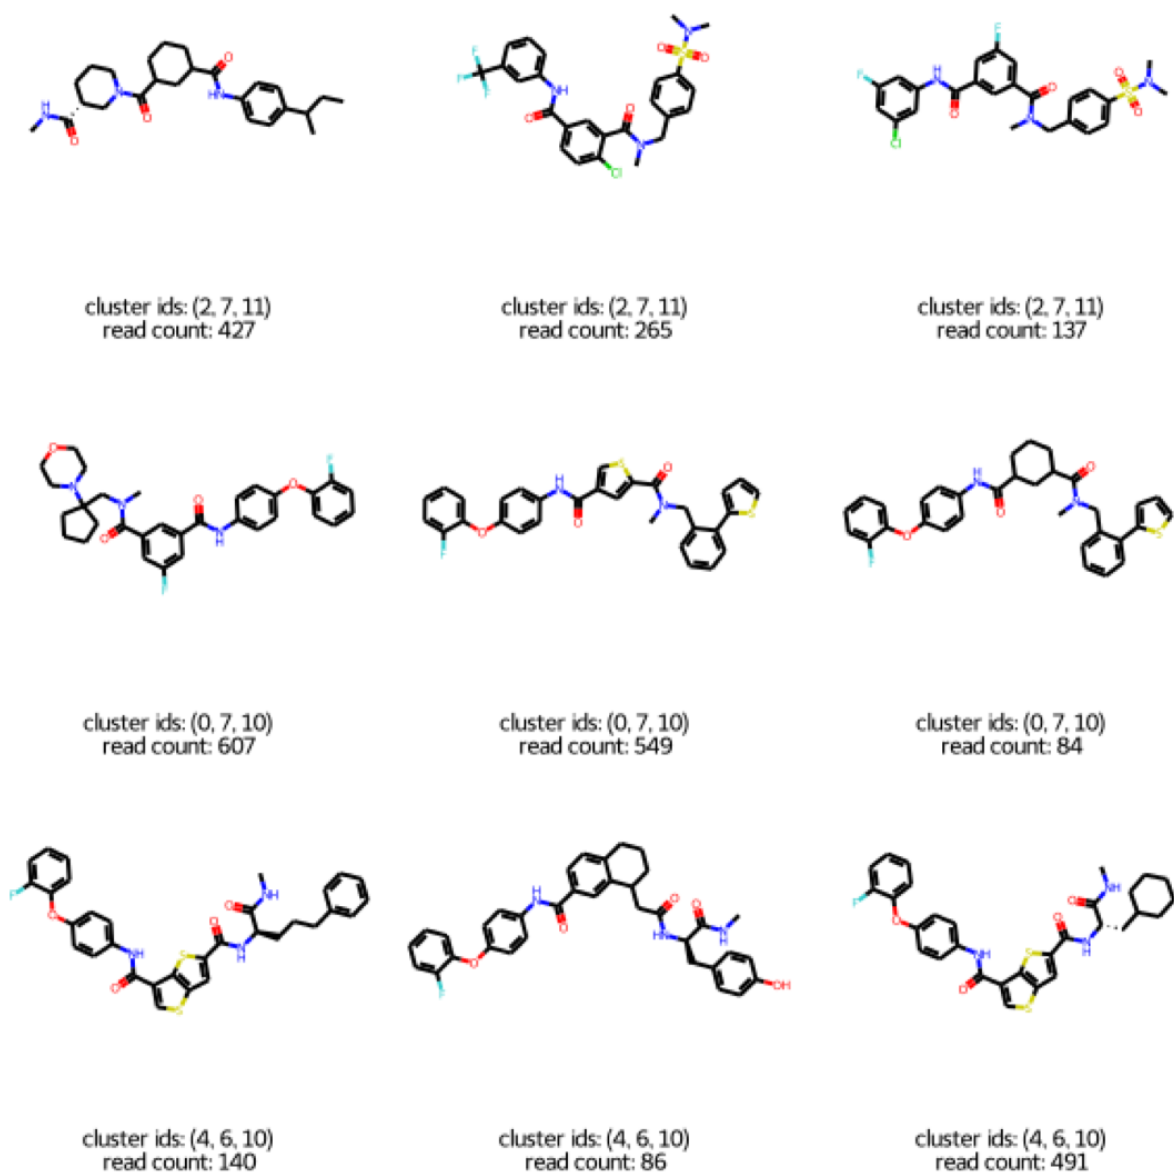 cluster ids: (2, 7, 11)
read count: 427
cluster ids: (2, 7, 11)
read count: 265
cluster ids: (2, 7, 11)
read count: 137
cluster ids: (0, 7, 10)
read count: 607
cluster ids: (0, 7, 10)
read count: 549
cluster ids: (0, 7, 10)
read count: 84
cluster ids: (4, 6, 10)
read count: 140
cluster ids: (4, 6, 10)
read count: 86
cluster ids: (4, 6, 10)
read count: 491